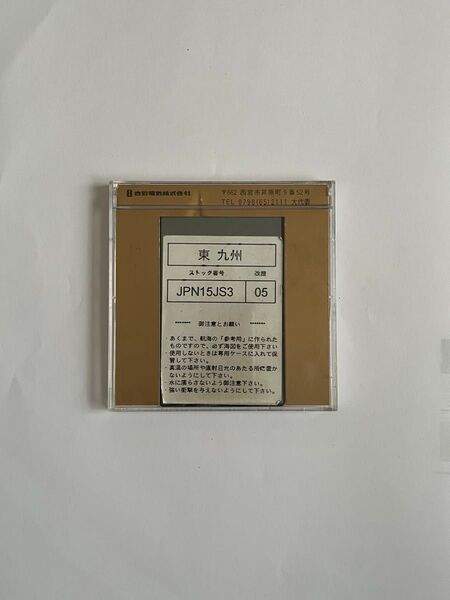 古野電気株式会社
〒662 西宮市芦原町9番52号
TEL 0798(65)2111 大代表
東 九州
ストック番号 改歴
JPN15JS3 05
******* 御注意とお願い *******
・あくまで、航海の「参考用」に作られた
ものですので、必ず海図をご使用下さい
・使用しないときは専用ケースに入れて保
管して下さい。
・高温の場所や直射日光のあたる所に置か
ないようにして下さい。
・水に濡らさないよう御注意下さい。
・強い衝撃を与えないようにして下さい。